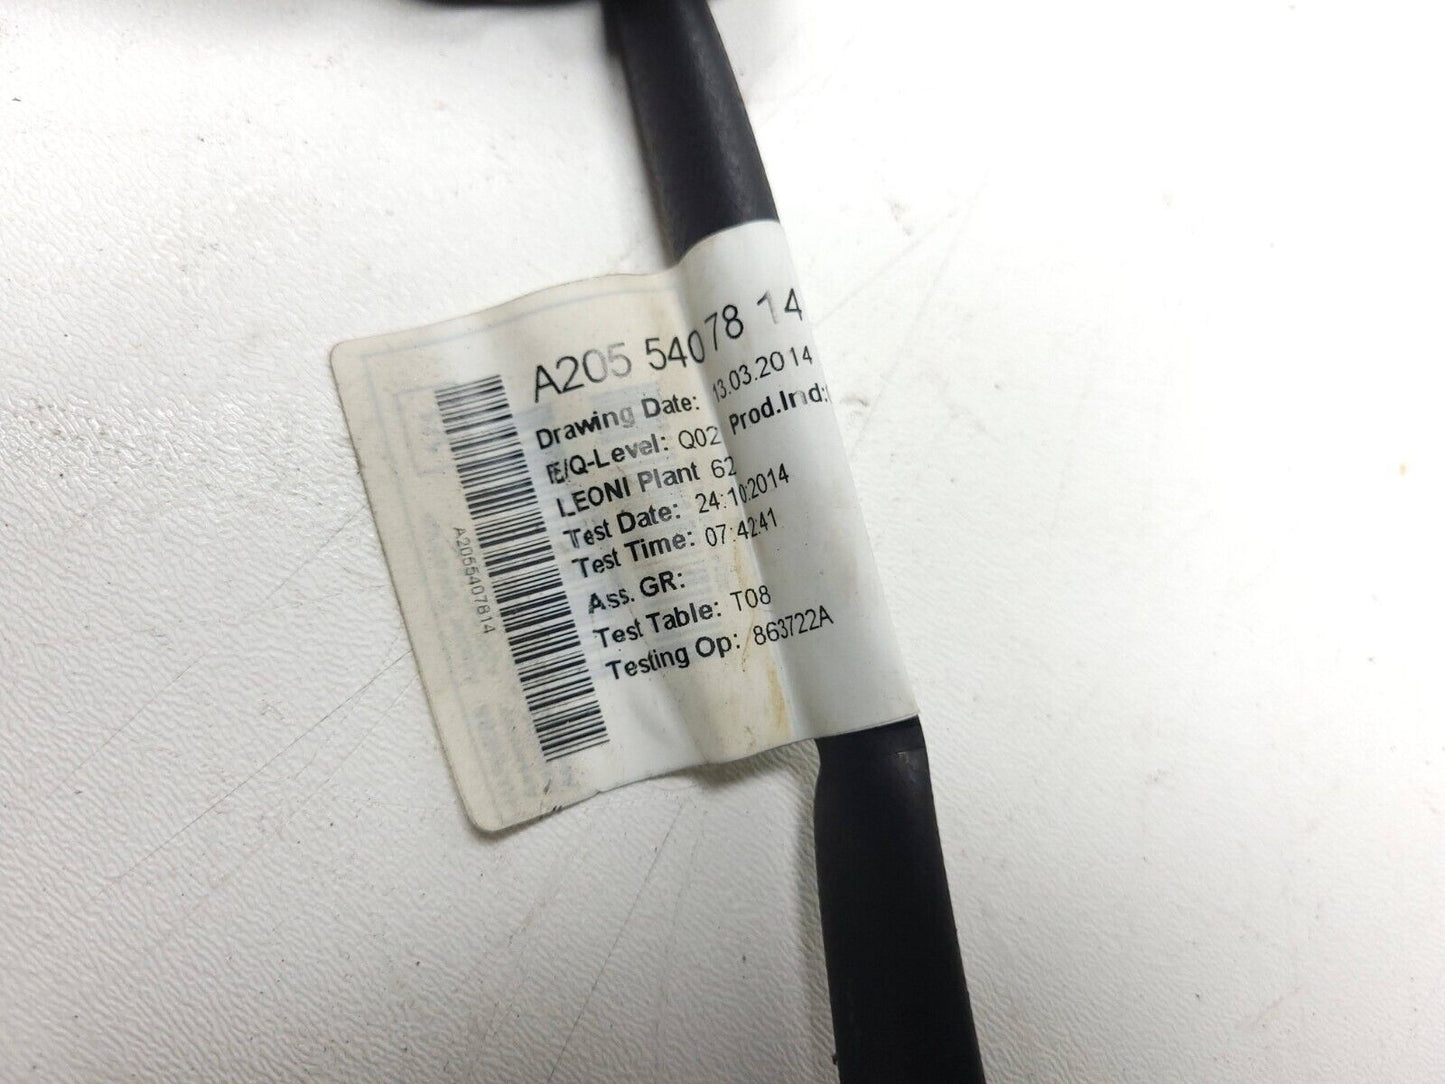 A205 54078 14
Drawing Date: 13.03.2014
E/Q-Level: Q02 Prod.Ind:
LEONI Plant 62
Test Date: 24.10.2014
Test Time: 07:42:41
Ass. GR:
Test Table: T08
Testing Op: 863722A
A2055407814